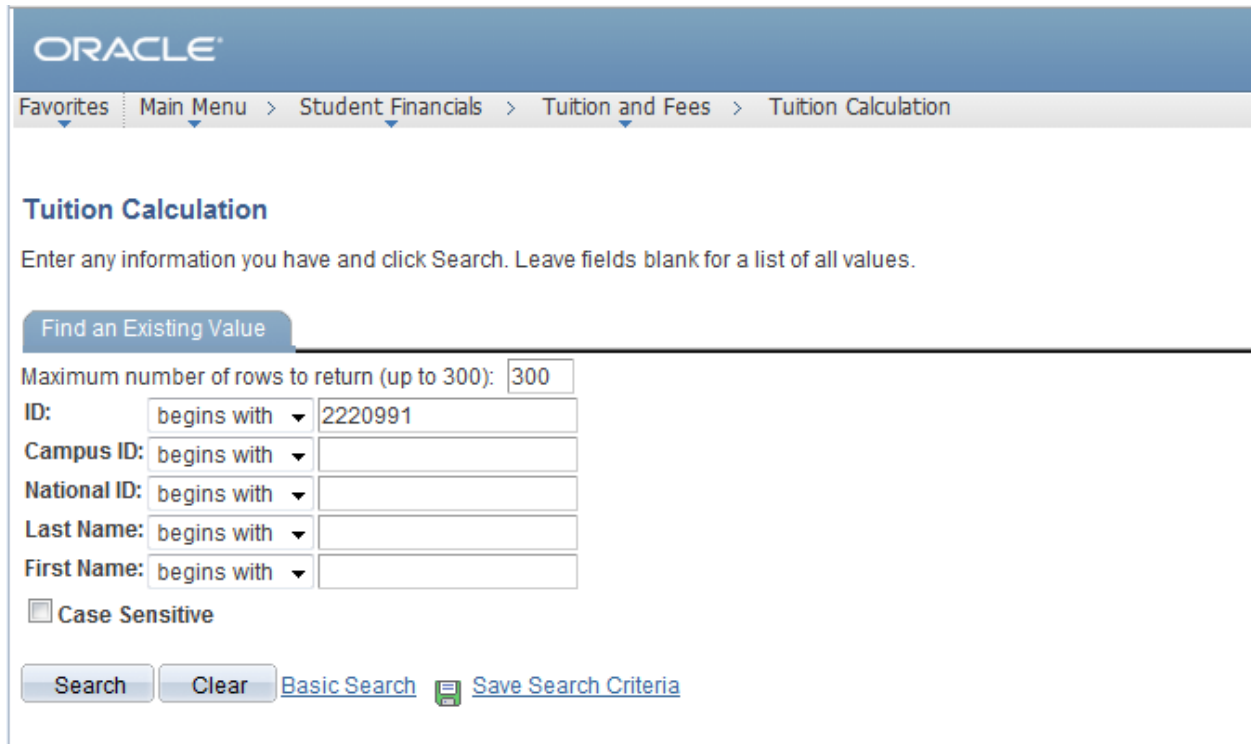 ORACLE
Favorites Main Menu > Student Financials > Tuition and Fees > Tuition Calculation
Tuition Calculation
Enter any information you have and click Search. Leave fields blank for a list of all values.
Find an Existing Value
Maximum number of rows to return (up to 300): 300
ID: begins with 2220991
Campus ID: begins with
National ID: begins with
Last Name: begins with
First Name: begins with
Case Sensitive
Search Clear Basic Search Save Search Criteria